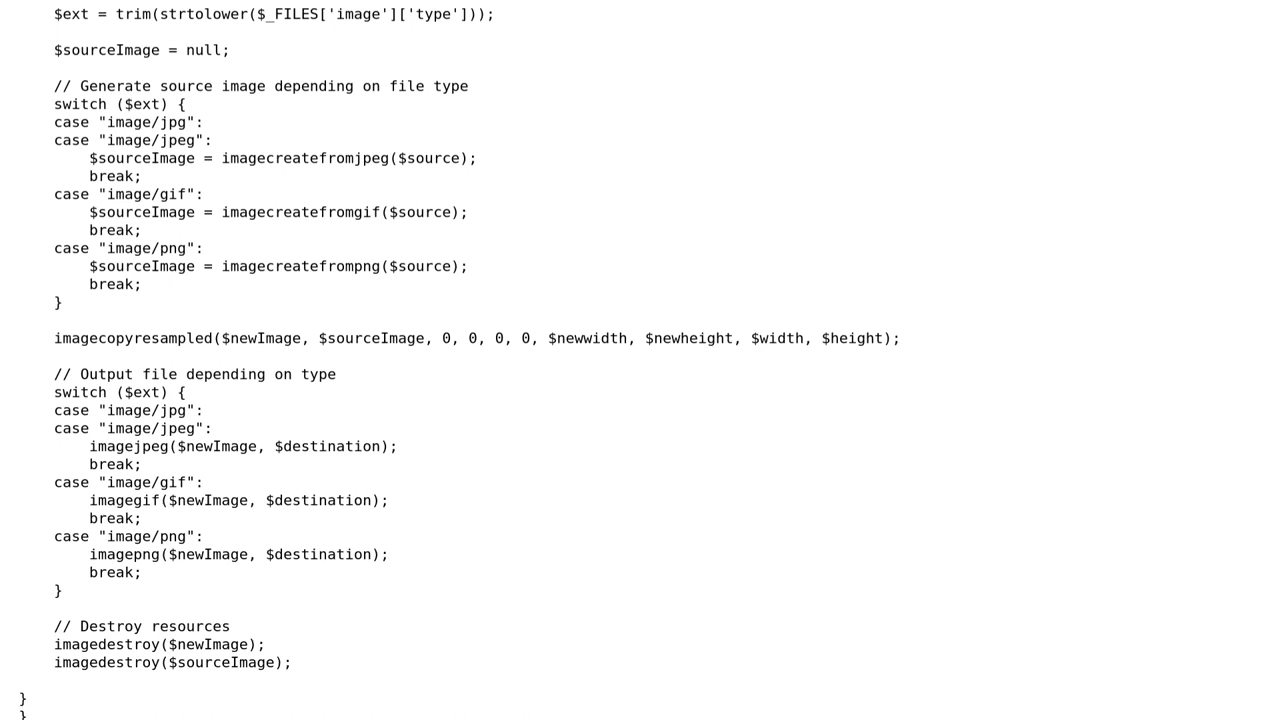 $ext = trim(strtolower($_FILES['image']['type']));
$sourceImage = null;
// Generate source image depending on file type
switch ($ext) {
case "image/jpg":
case "image/jpeg":
$sourceImage = imagecreatefromjpeg($source);
break;
case "image/gif":
$sourceImage = imagecreatefromgif($source);
break;
case "image/png":
$sourceImage = imagecreatefrompng($source);
break;
}
imagecopyresampled($newImage, $sourceImage, 0, 0, 0, 0, $newwidth, $newheight, $width, $height);
// Output file depending on type
switch ($ext) {
case "image/jpg":
case "image/jpeg":
imagejpeg($newImage, $destination);
break;
case "image/gif":
imagegif($newImage, $destination);
break;
case "image/png":
imagepng($newImage, $destination);
break;
}
// Destroy resources
imagedestroy($newImage);
imagedestroy($sourceImage);
}
}